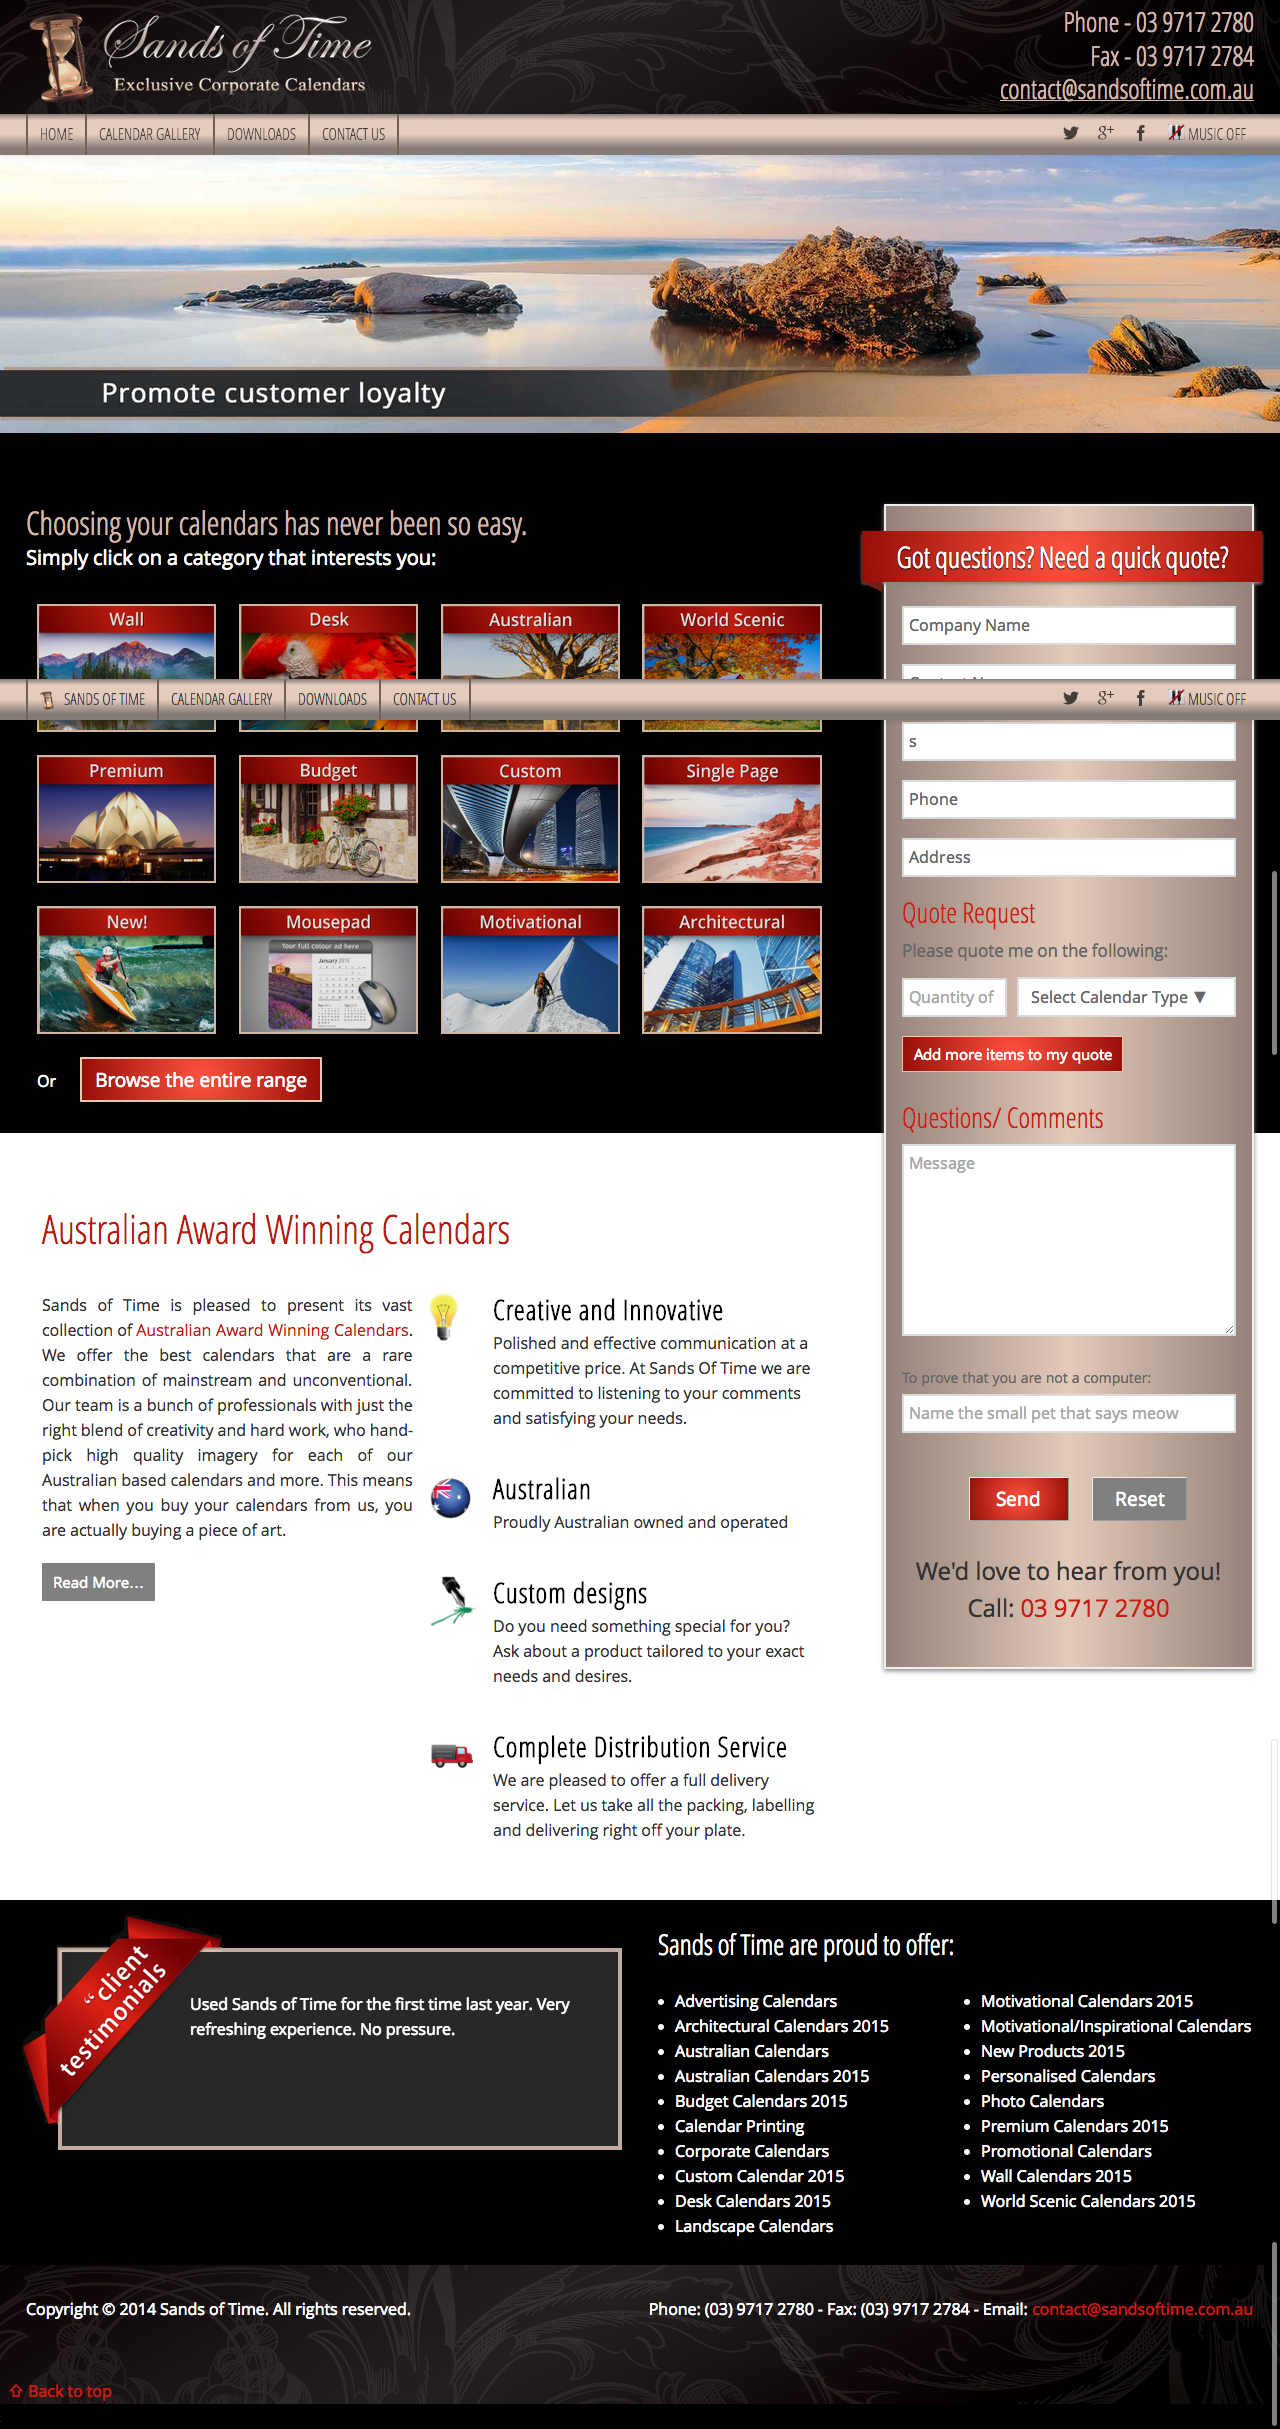 Sands of Time
Exclusive Corporate Calendars
Phone - 03 9717 2780
Fax - 03 9717 2784
contact@sandsoftime.com.au
HOME
CALENDAR GALLERY
DOWNLOADS
CONTACT US
MUSIC OFF
Promote customer loyalty
Choosing your calendars has never been so easy.
Simply click on a category that interests you:
Wall
Desk
Australian
World Scenic
SANDS OF TIME
CALENDAR GALLERY
DOWNLOADS
CONTACT US
MUSIC OFF
Premium
Budget
Custom
Single Page
New!
Mousepad
Your full colour ad here
January 2015
Motivational
Architectural
Or
Browse the entire range
Got questions? Need a quick quote?
Company Name
s
Phone
Address
Quote Request
Please quote me on the following:
Quantity of
Select Calendar Type ▼
Add more items to my quote
Questions/ Comments
Message
To prove that you are not a computer:
Name the small pet that says meow
Send
Reset
We'd love to hear from you!
Call: 03 9717 2780
Australian Award Winning Calendars
Sands of Time is pleased to present its vast
collection of Australian Award Winning Calendars.
We offer the best calendars that are a rare
combination of mainstream and unconventional.
Our team is a bunch of professionals with just the
right blend of creativity and hard work, who hand-
pick high quality imagery for each of our
Australian based calendars and more. This means
that when you buy your calendars from us, you
are actually buying a piece of art.
Read More...
Creative and Innovative
Polished and effective communication at a
competitive price. At Sands Of Time we are
committed to listening to your comments
and satisfying your needs.
Australian
Proudly Australian owned and operated
Custom designs
Do you need something special for you?
Ask about a product tailored to your exact
needs and desires.
Complete Distribution Service
We are pleased to offer a full delivery
service. Let us take all the packing, labelling
and delivering right off your plate.
“ client
testimonials
Used Sands of Time for the first time last year. Very
refreshing experience. No pressure.
Sands of Time are proud to offer:
Advertising Calendars
Architectural Calendars 2015
Australian Calendars
Australian Calendars 2015
Budget Calendars 2015
Calendar Printing
Corporate Calendars
Custom Calendar 2015
Desk Calendars 2015
Landscape Calendars
Motivational Calendars 2015
Motivational/Inspirational Calendars
New Products 2015
Personalised Calendars
Photo Calendars
Premium Calendars 2015
Promotional Calendars
Wall Calendars 2015
World Scenic Calendars 2015
Copyright © 2014 Sands of Time. All rights reserved.
Phone: (03) 9717 2780 - Fax: (03) 9717 2784 - Email: contact@sandsoftime.com.au
Back to top